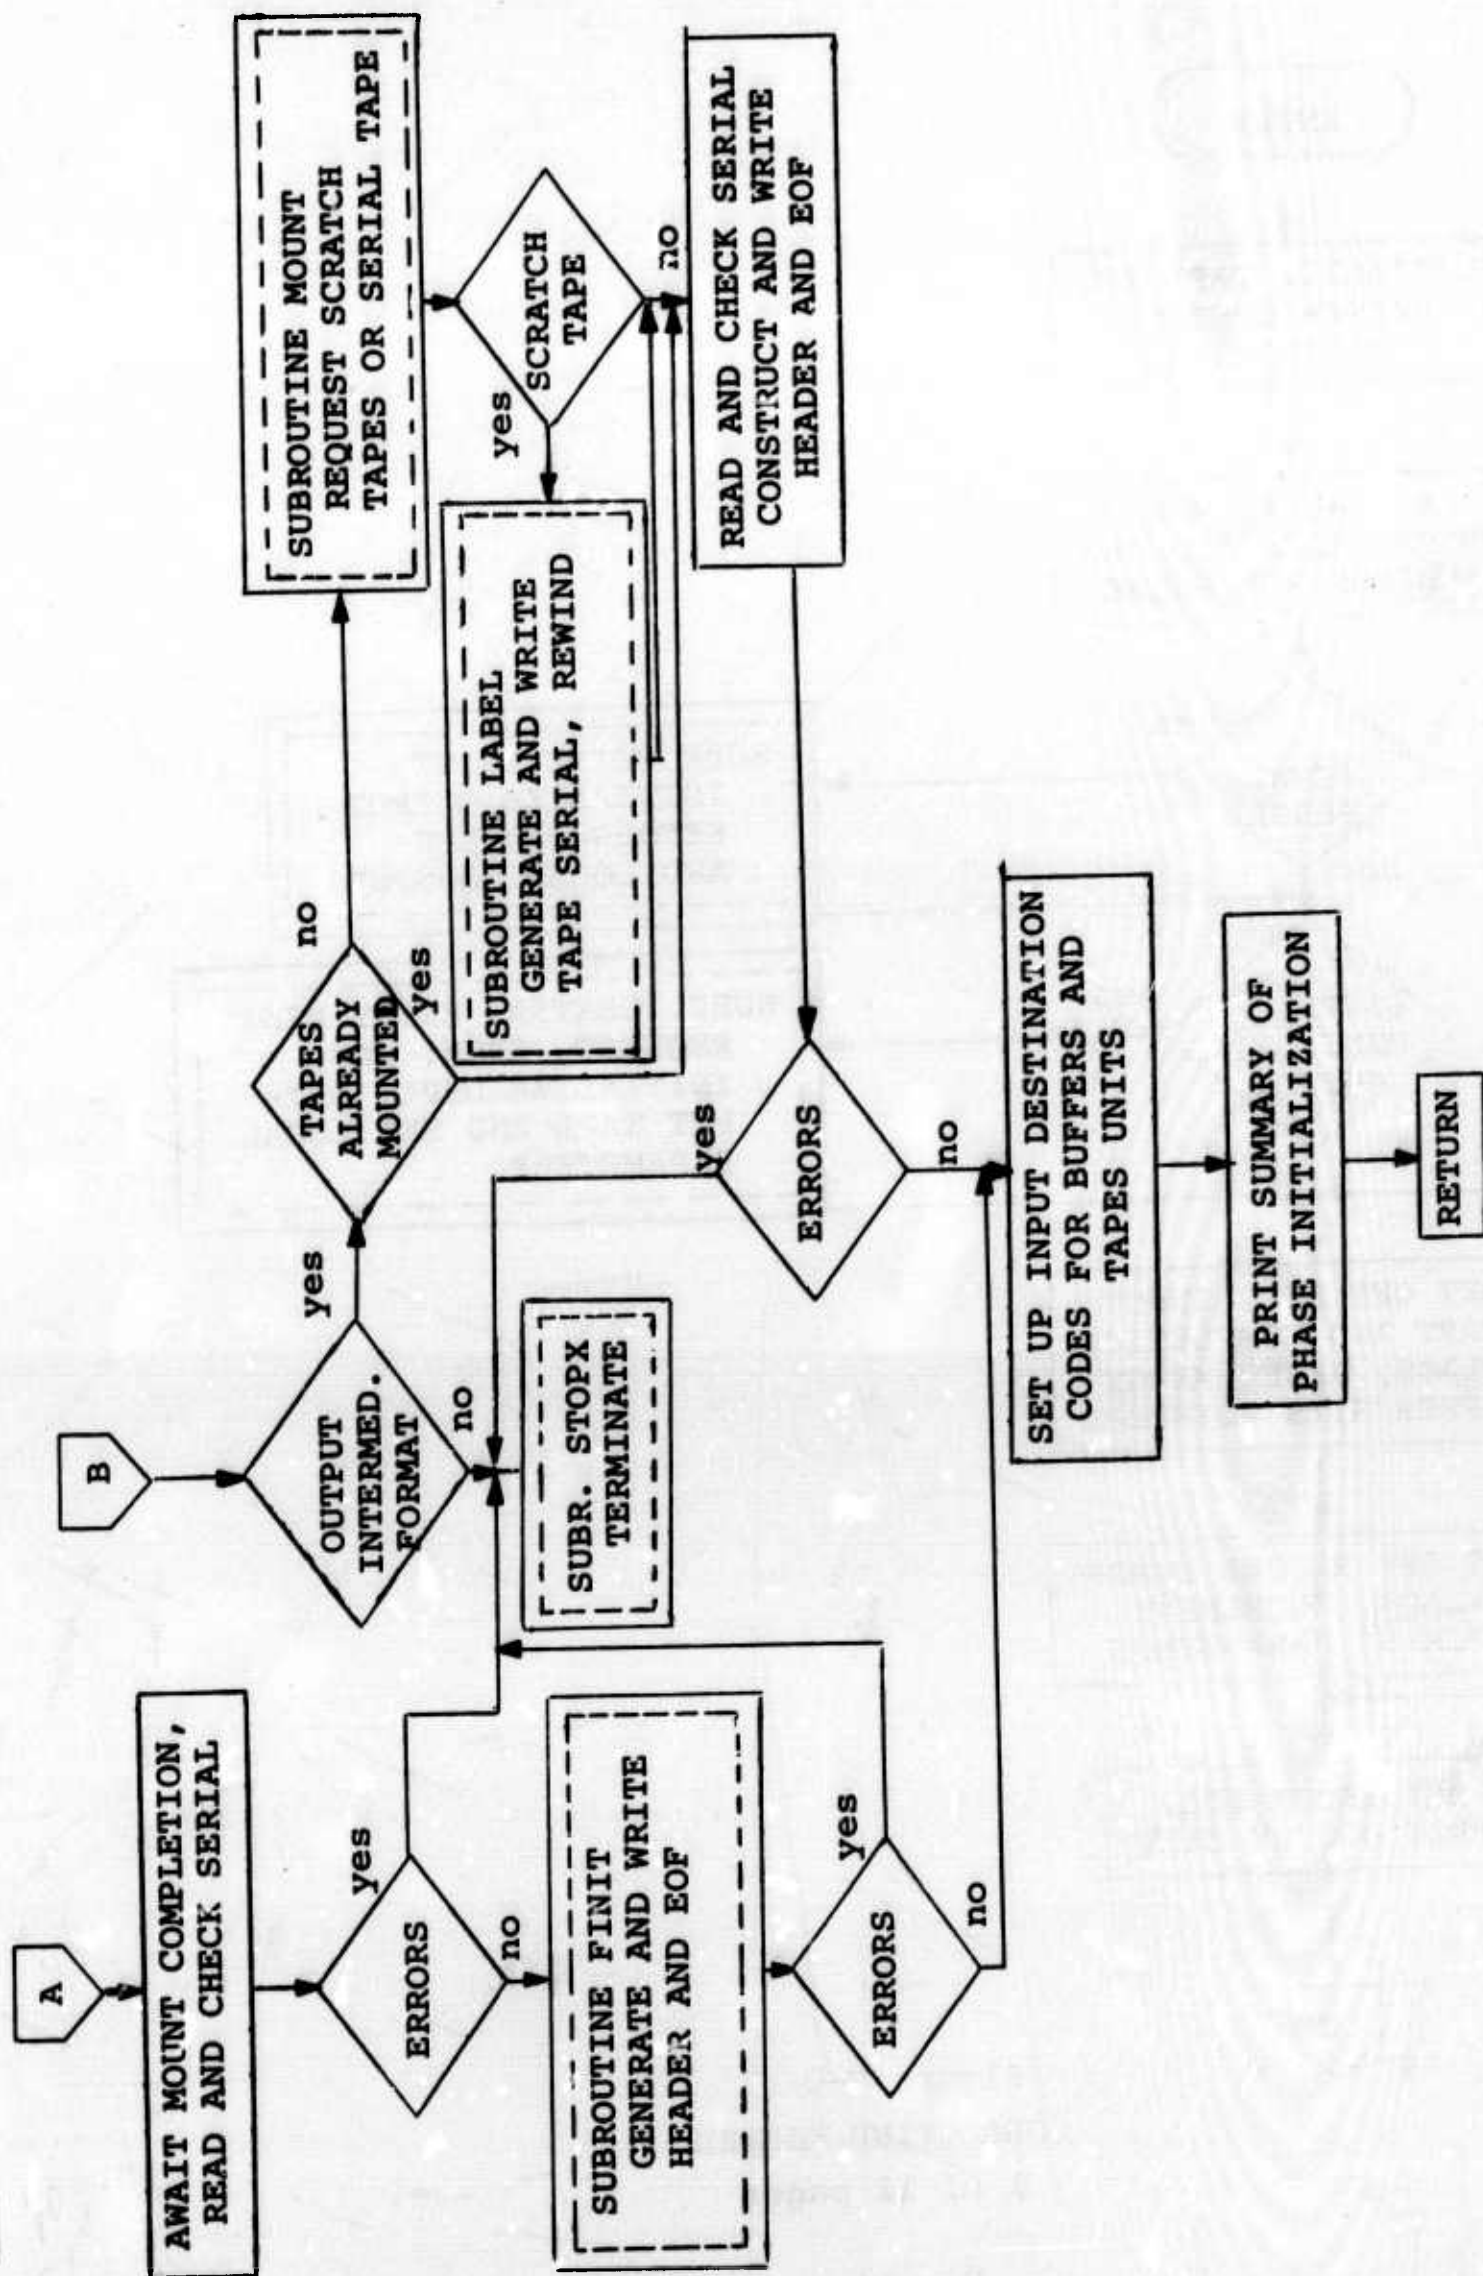 A
AWAIT MOUNT COMPLETION,
READ AND CHECK SERIAL
ERRORS
yes
no
SUBROUTINE FINIT
GENERATE AND WRITE
HEADER AND EOF
ERRORS
yes
no
B
OUTPUT
INTERMED.
FORMAT
yes
no
SUBR. STOPX
TERMINATE
TAPES
ALREADY
MOUNTED
no
yes
SUBROUTINE MOUNT
REQUEST SCRATCH
TAPES OR SERIAL TAPE
SCRATCH
TAPE
yes
no
SUBROUTINE LABEL
GENERATE AND WRITE
TAPE SERIAL, REWIND
READ AND CHECK SERIAL
CONSTRUCT AND WRITE
HEADER AND EOF
ERRORS
yes
no
SET UP INPUT DESTINATION
CODES FOR BUFFERS AND
TAPES UNITS
PRINT SUMMARY OF
PHASE INITIALIZATION
RETURN